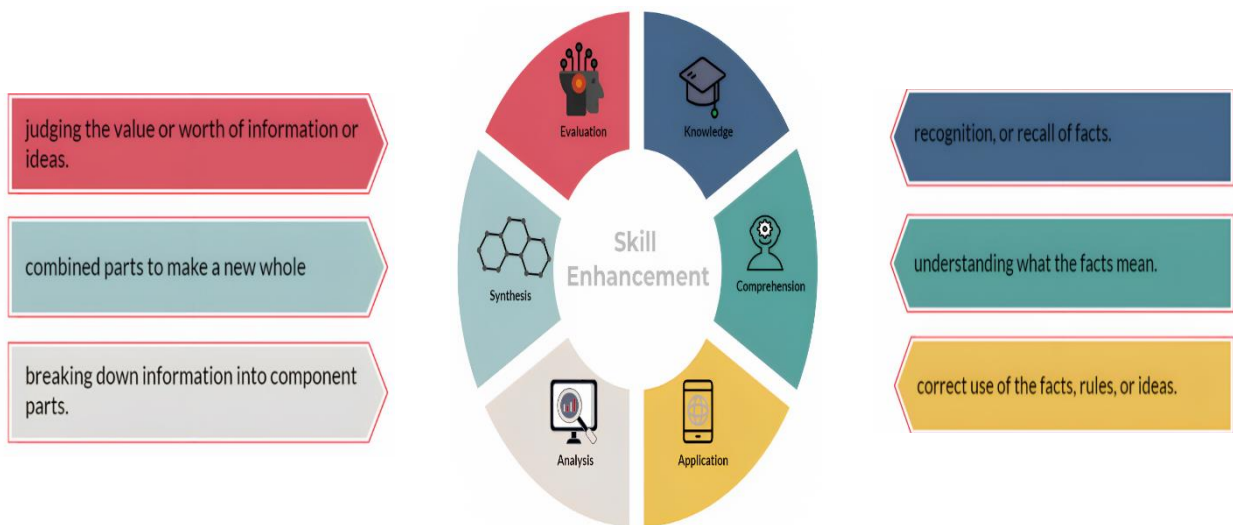 judging the value or worth of information or
ideas.
combined parts to make a new whole
breaking down information into component
parts.
Evaluation
Knowledge
Synthesis
Skill
Enhancement
Comprehension
Analysis
Application
recognition, or recall of facts.
understanding what the facts mean.
correct use of the facts, rules, or ideas.